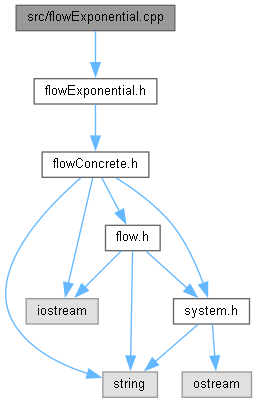 src/flowExponential.cpp
flowExponential.h
flowConcrete.h
flow.h
iostream
system.h
string
ostream